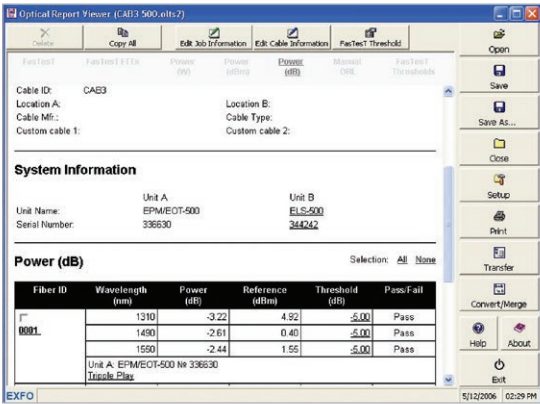 Optical Report Viewer (CAB3 500.olts2)
Delete
Copy All
Edit Job Information
Edit Cable Information
FasTesT Threshold
FasTesT
FasTesT FTTx
Power (W)
Power (dBm)
Power (dB)
Manual ORL
FasTesT Thresholds
Cable ID: CAB3
Location A: Location B:
Cable Mfr.: Cable Type:
Custom cable 1: Custom cable 2:
System Information
Unit A Unit B
Unit Name: EPM/EOT-500 ELS-500
Serial Number: 336630 344242
Power (dB) Selection: All None
Fiber ID Wavelength (nm) Power (dB) Reference (dBm) Threshold (dB) Pass/Fail
1310 -3.22 4.92 -5.00 Pass
0001 1490 -2.61 0.40 -5.00 Pass
1550 -2.44 1.55 -5.00 Pass
Unit A: EPM/EOT-500 № 336630
Tripple Play
Open
Save
Save As...
Close
Setup
Print
Transfer
Convert/Merge
Help About
Exit
EXFO 5/12/2006 02:29 PM